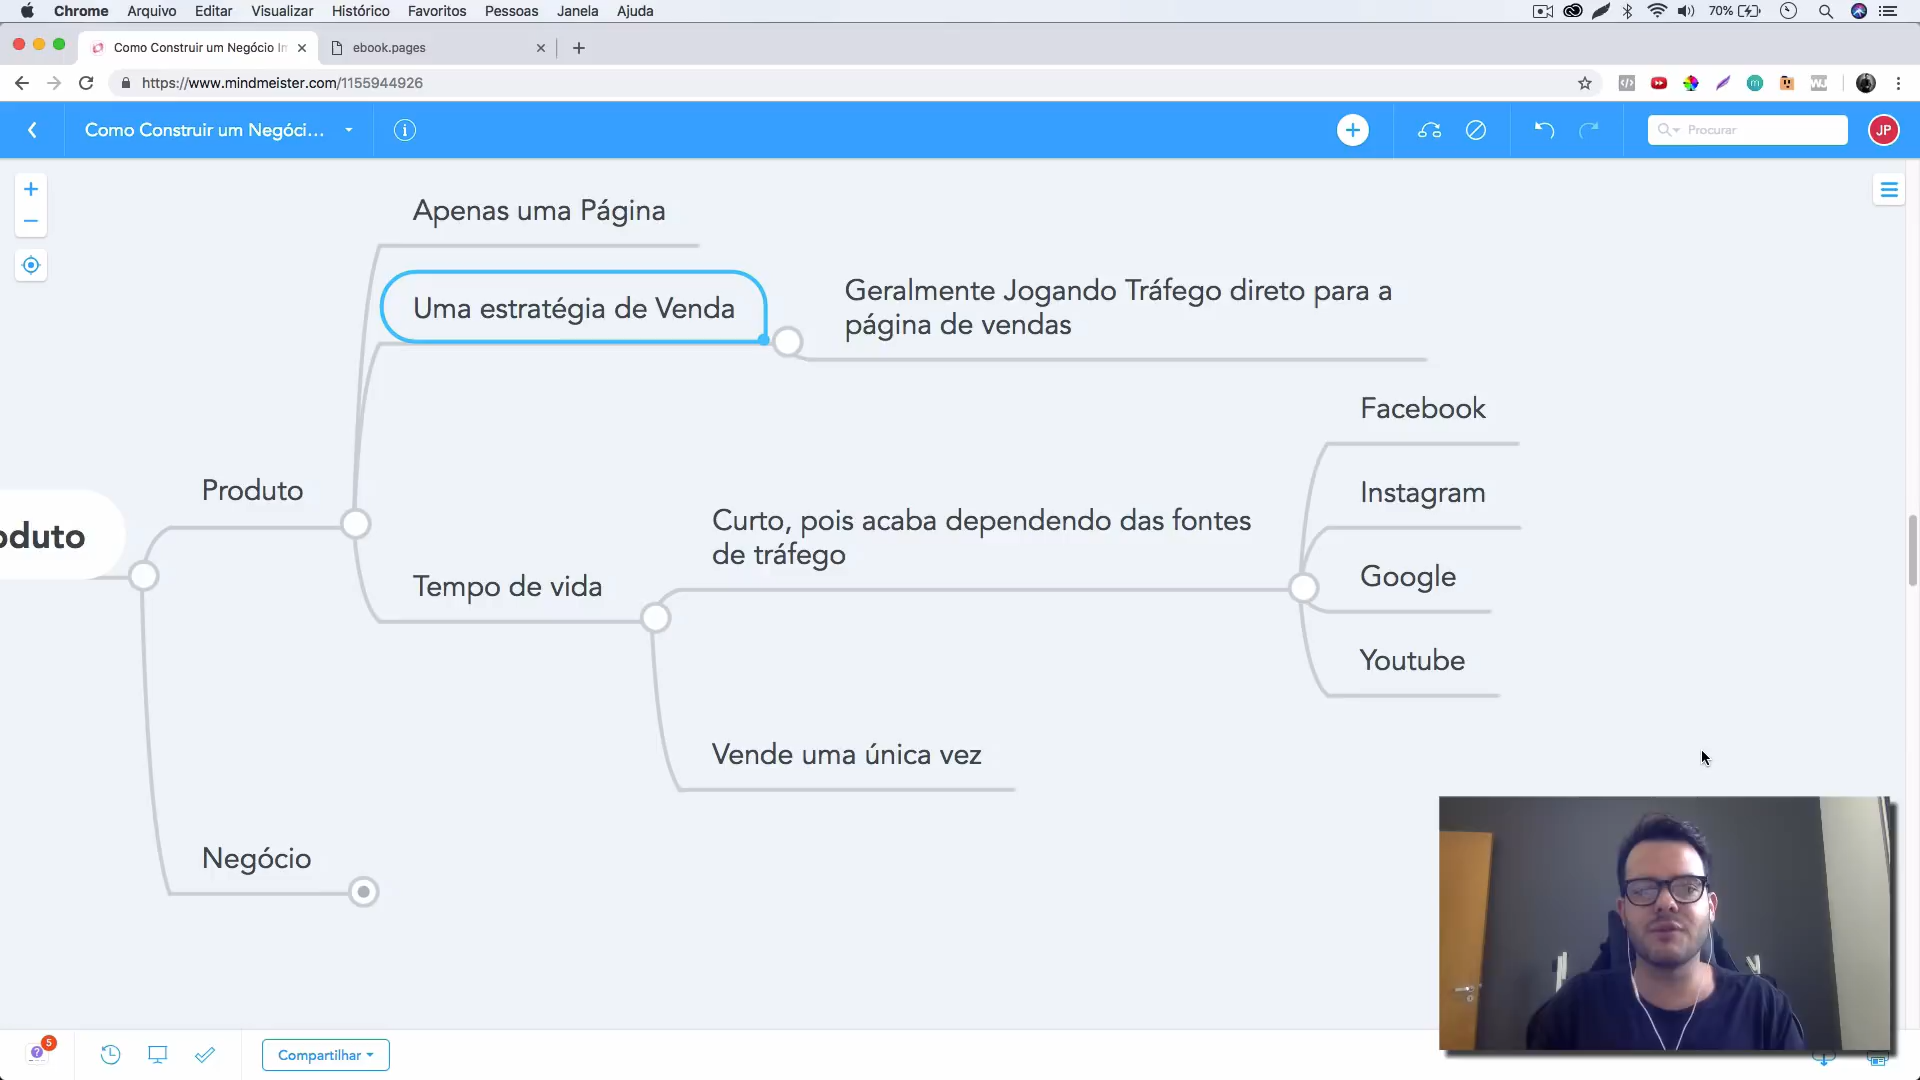 Chrome Arquivo Editar Visualizar Histórico Favoritos Pessoas Janela Ajuda 70%
Como Construir um Negócio In
ebook.pages
https://www.mindmeister.com/1155944926
Como Construir um Negóci...
Procurar
JP
Apenas uma Página
Uma estratégia de Venda
Geralmente Jogando Tráfego direto para a
página de vendas
Facebook
Instagram
Produto
Curto, pois acaba dependendo das fontes
de tráfego
oduto
Google
Tempo de vida
Youtube
Vende uma única vez
Negócio
5
Compartilhar